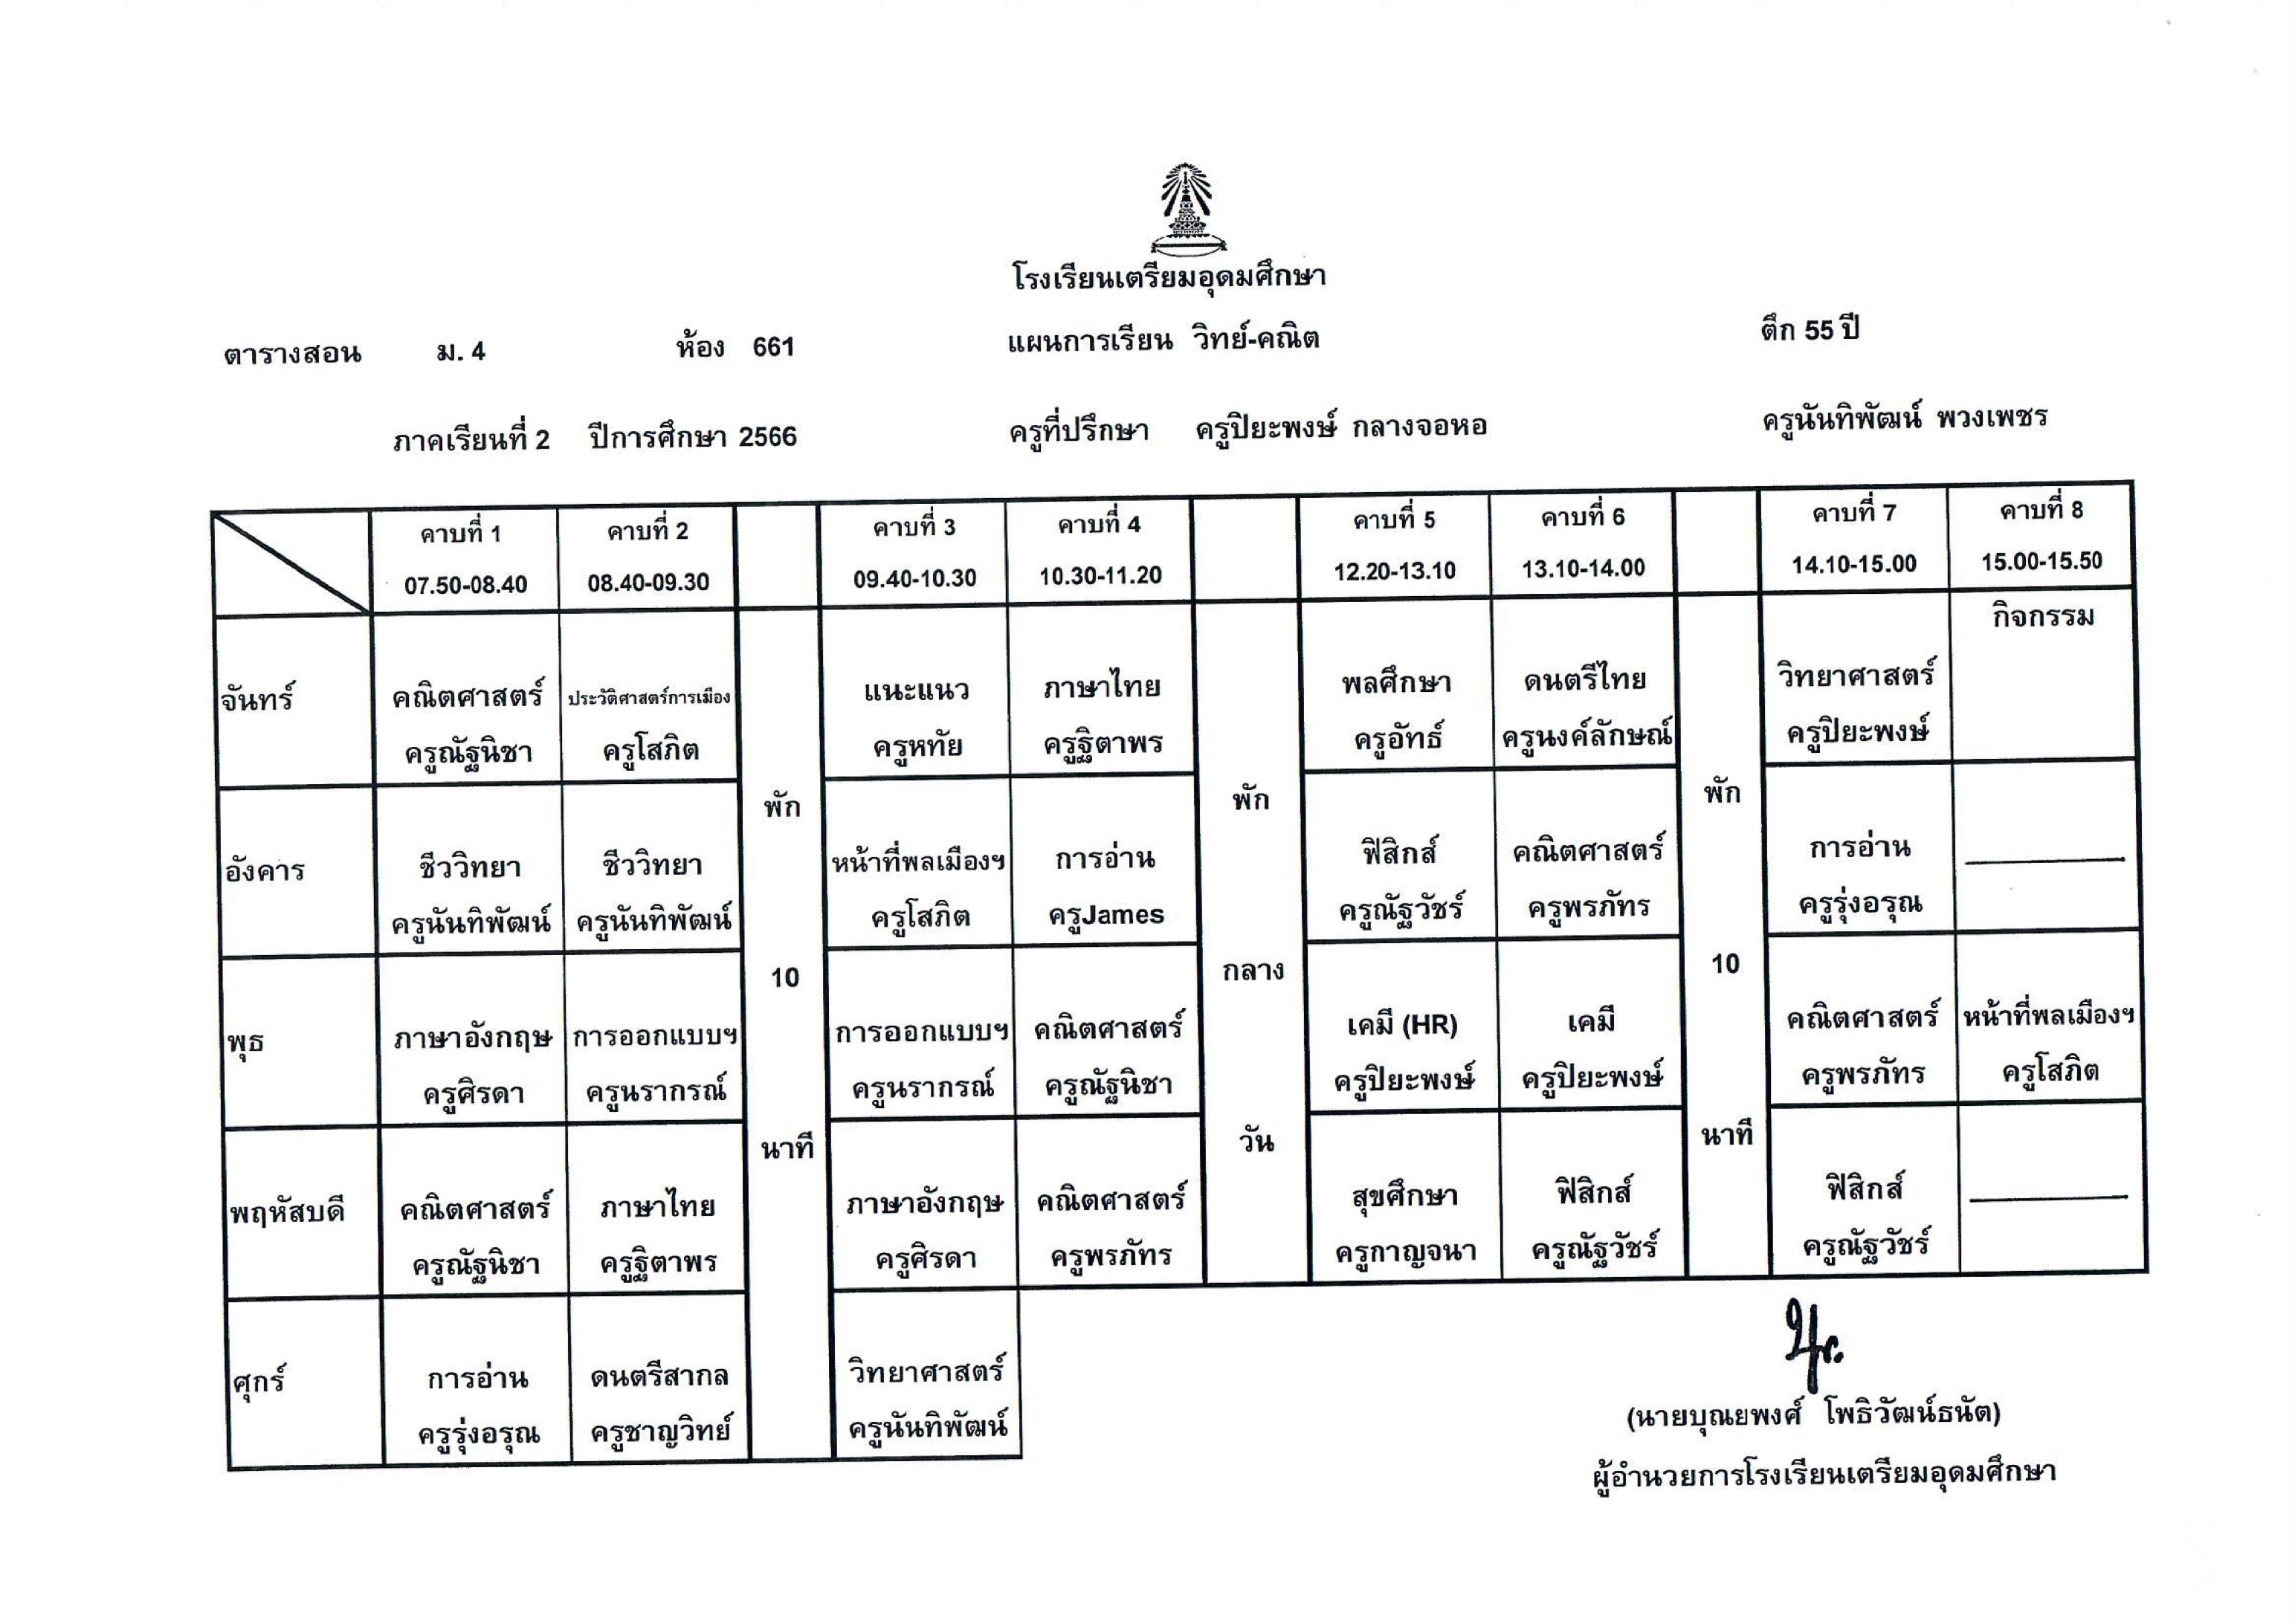 โรงเรียนเตรียมอุดมศึกษา
ตารางสอน ม. 4 ห้อง 661 แผนการเรียน วิทย์-คณิต ตึก 55 ปี
ภาคเรียนที่ 2 ปีการศึกษา 2566 ครูที่ปรึกษา ครูปิยะพงษ์ กลางจอหอ ครูนันทิพัฒน์ พวงเพชร
คาบที่ 1 คาบที่ 2 คาบที่ 3 คาบที่ 4 คาบที่ 5 คาบที่ 6 คาบที่ 7 คาบที่ 8
07.50-08.40 08.40-09.30 09.40-10.30 10.30-11.20 12.20-13.10 13.10-14.00 14.10-15.00 15.00-15.50
กิจกรรม
จันทร์ คณิตศาสตร์ ประวัติศาสตร์การเมือง แนะแนว ภาษาไทย พลศึกษา ดนตรีไทย วิทยาศาสตร์
ครูณัฐนิชา ครูโสภิต ครูหทัย ครูฐิตาพร ครูอัทธ์ ครูนงค์ลักษณ์ ครูปิยะพงษ์
พัก พัก พัก
อังคาร ชีววิทยา ชีววิทยา หน้าที่พลเมืองฯ การอ่าน ฟิสิกส์ คณิตศาสตร์ การอ่าน
ครูนันทิพัฒน์ ครูนันทิพัฒน์ ครูโสภิต ครูJames ครูณัฐวัชร์ ครูพรภัทร ครูรุ่งอรุณ
10 กลาง 10
พุธ ภาษาอังกฤษ การออกแบบฯ การออกแบบฯ คณิตศาสตร์ เคมี (HR) เคมี คณิตศาสตร์ หน้าที่พลเมืองฯ
ครูศิรดา ครูนรากรณ์ ครูนรากรณ์ ครูณัฐนิชา ครูปิยะพงษ์ ครูปิยะพงษ์ ครูพรภัทร ครูโสภิต
นาที วัน นาที
พฤหัสบดี คณิตศาสตร์ ภาษาไทย ภาษาอังกฤษ คณิตศาสตร์ สุขศึกษา ฟิสิกส์ ฟิสิกส์
ครูณัฐนิชา ครูฐิตาพร ครูศิรดา ครูพรภัทร ครูกาญจนา ครูณัฐวัชร์ ครูณัฐวัชร์
ศุกร์ การอ่าน ดนตรีสากล วิทยาศาสตร์
ครูรุ่งอรุณ ครูชาญวิทย์ ครูนันทิพัฒน์
(นายบุณยพงศ์ โพธิวัฒน์ธนัต)
ผู้อำนวยการโรงเรียนเตรียมอุดมศึกษา